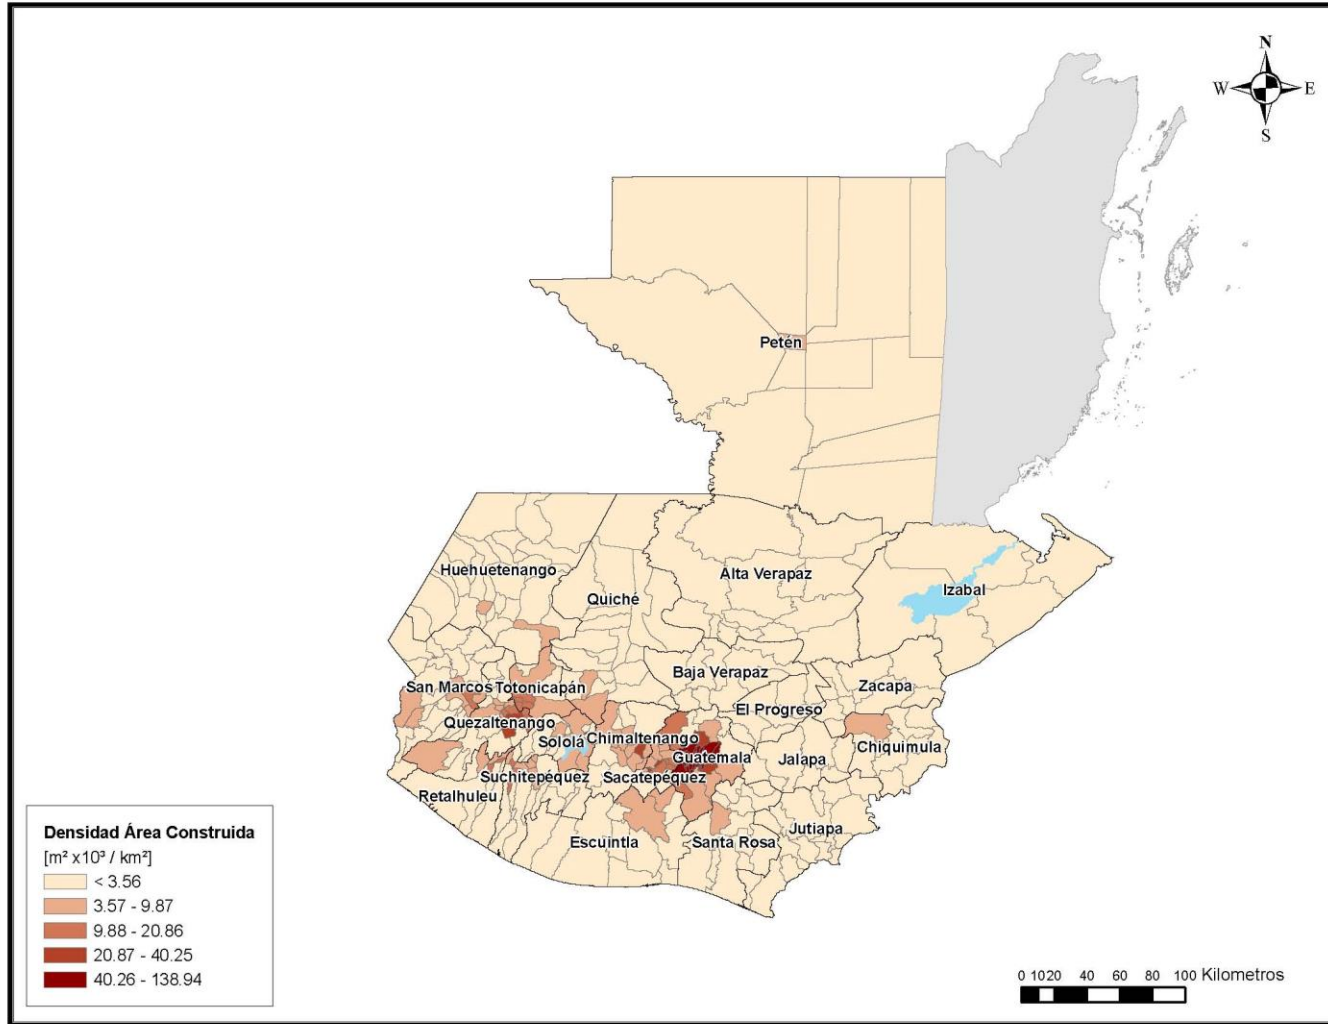 N
W E
S
Petén
Huehuetenango
Alta Verapaz
Quiché
Izabal
Baja Verapaz
San Marcos Totonicapán
Zacapa
El Progreso
Quezaltenango
Sololá Chimaltenango
Chiquimula
Guatemala
Jalapa
Suchitepéquez Sacatepéquez
Retalhuleu
Jutiapa
Escuintla
Santa Rosa
Densidad Área Construida
[m² x10³ / km²]
< 3.56
3.57 - 9.87
9.88 - 20.86
20.87 - 40.25
40.26 - 138.94
0 10 20 40 60 80 100 Kilometros